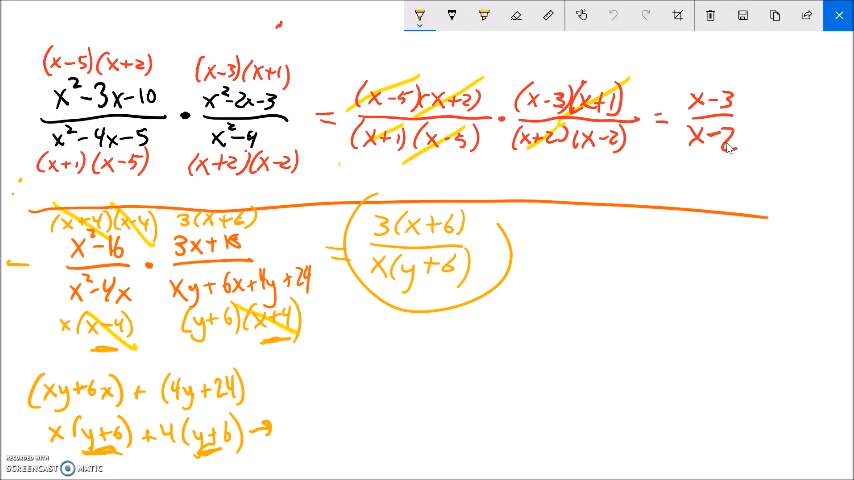 (x-5)(x+2) (x-3)(x+1)
x²-3x-10 / x²-4x-5 • x²-2x-3 / x²-4 = (x-5)(x+2) / (x+1)(x-5) • (x-3)(x+1) / (x+2)(x-2) = x-3 / x-2
(x+1)(x-5) (x+2)(x-2)
(x+4)(x-4) 3(x+6)
x²-16 / x²-4x • 3x+18 / xy+6x+4y+24 = 3(x+6) / x(y+6)
x(x-4) (y+6)(x+4)
(xy+6x) + (4y+24)
x(y+6) + 4(y+6) →
RECORDED WITH
SCREENCAST MATIC